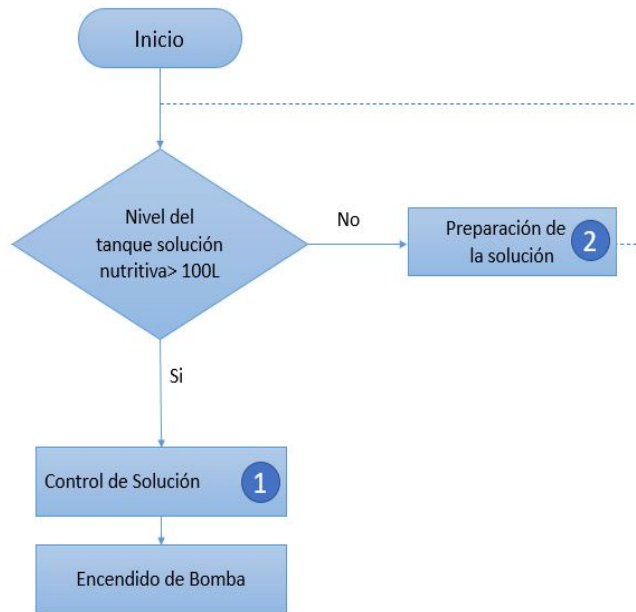 Inicio
Nivel del
tanque solución
nutritiva> 100L
No
Preparación de
la solución
2
Si
Control de Solución
1
Encendido de Bomba